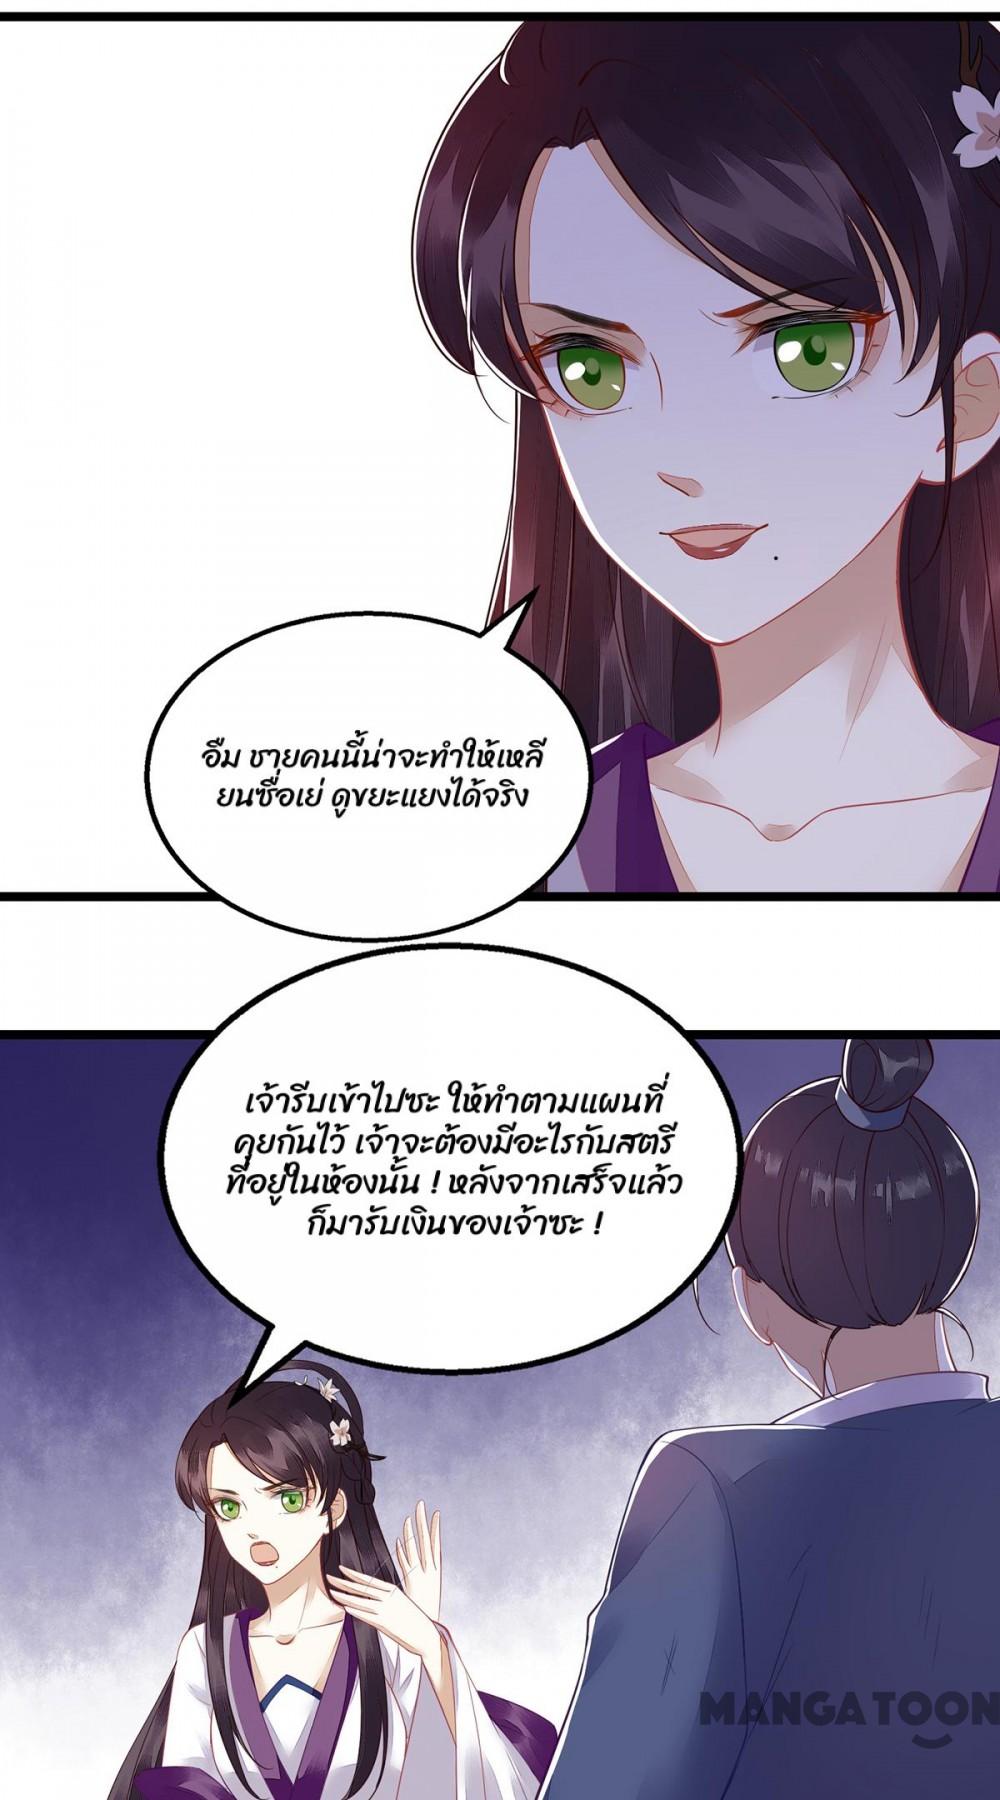 อืม ชายคนนี้น่าจะทำให้เหลี
ยนซื่อเย่ ดูขยะแยงได้จริง
เจ้ารีบเข้าไปซะ ให้ทำตามแผนที่
คุยกันไว้ เจ้าจะต้องมีอะไรกับสตรี
ที่อยู่ในห้องนั้น ! หลังจากเสร็จแล้ว
ก็มารับเงินของเจ้าซะ !
MANGATOON